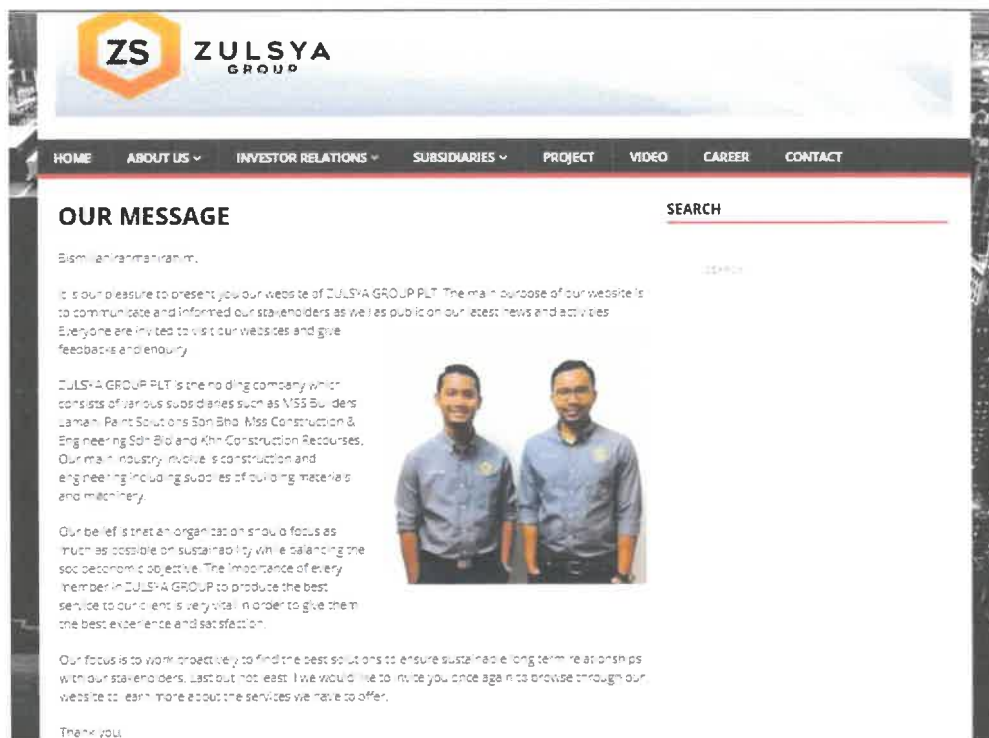 ZS
ZULSYA
GROUP
HOME ABOUT US INVESTOR RELATIONS SUBSIDIARIES PROJECT VIDEO CAREER CONTACT
OUR MESSAGE
SEARCH
Bismillahirahmanirahim,
SEARCH
It is our pleasure to present you our website of ZULSYA GROUP PLT. The main purpose of our website is
to communicate and informed our stakeholders as well as public on our latest news and activities.
Everyone are invited to visit our websites and give
feedbacks and enquiry.
ZULSYA GROUP PLT is the holding company which
consists of various subsidiaries such as MSS Builders
Laman, Paint Solutions Sdn Bhd, Mss Construction &
Engineering Sdn Bhd and Khn Construction Recourses.
Our main industry involve is construction and
engineering including supplies of building materials
and machinery.
Our belief is that an organization should focus as
much as possible on sustainability while balancing the
socioeconomic objective. The importance of every
member in ZULSYA GROUP to produce the best
service to our client is very vital in order to give them
the best experience and satisfaction.
Our focus is to work proactively to find the best solutions to ensure sustainable long term relationships
with our stakeholders. Last but not least, I we would like to invite you once again to browse through our
website to learn more about the services we have to offer.
Thank you,